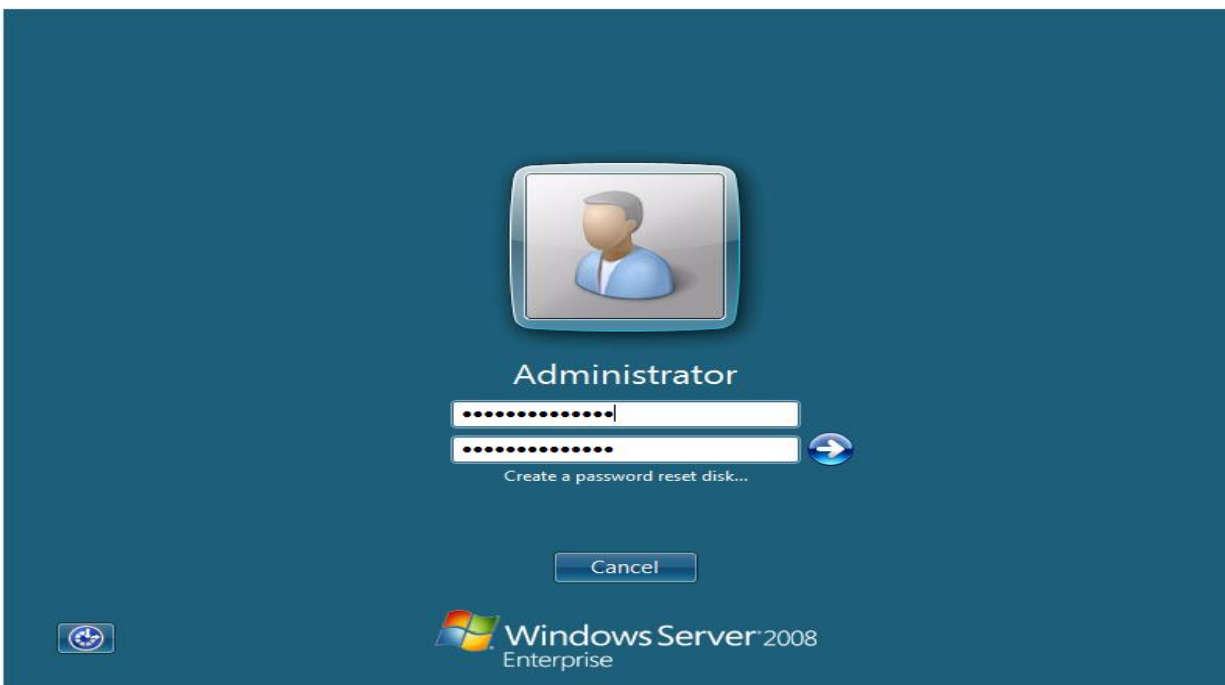 Administrator
••••••••••••••
••••••••••••••
Create a password reset disk...
Cancel
Windows Server 2008
Enterprise